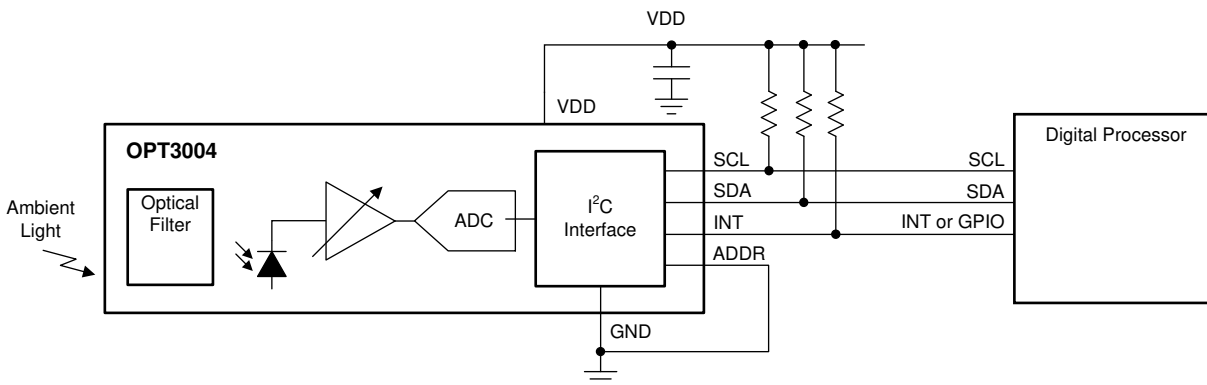 VDD
VDD
OPT3004
Digital Processor
Ambient
Light
Optical
Filter
ADC
I²C
Interface
SCL
SDA
INT
ADDR
SCL
SDA
INT or GPIO
GND